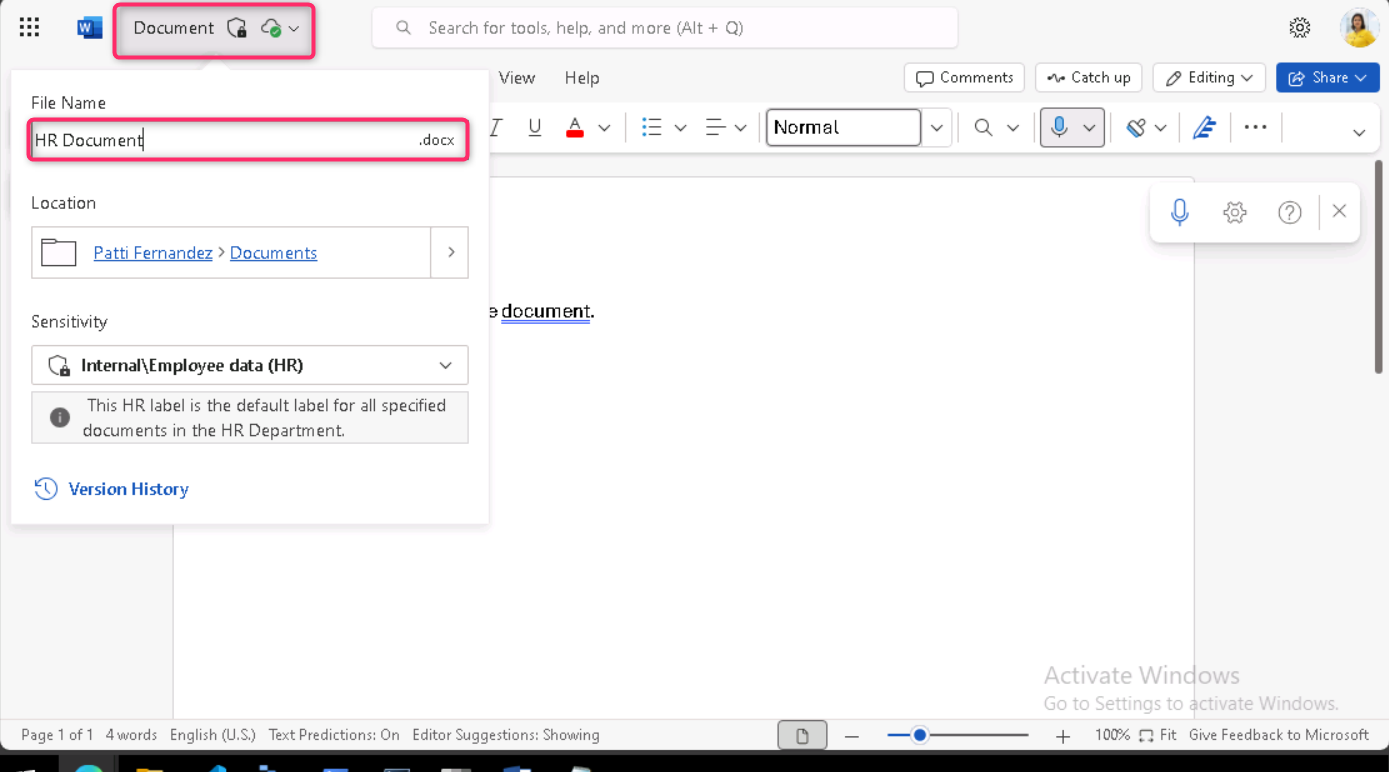 W Document
Search for tools, help, and more (Alt + Q)
View Help
Comments Catch up Editing Share
File Name
HR Document .docx
I U A Normal
Location
Patti Fernandez > Documents
e document.
Sensitivity
Internal\Employee data (HR)
This HR label is the default label for all specified
documents in the HR Department.
Version History
Activate Windows
Go to Settings to activate Windows.
Page 1 of 1 4 words English (U.S.) Text Predictions: On Editor Suggestions: Showing 100% Fit Give Feedback to Microsoft